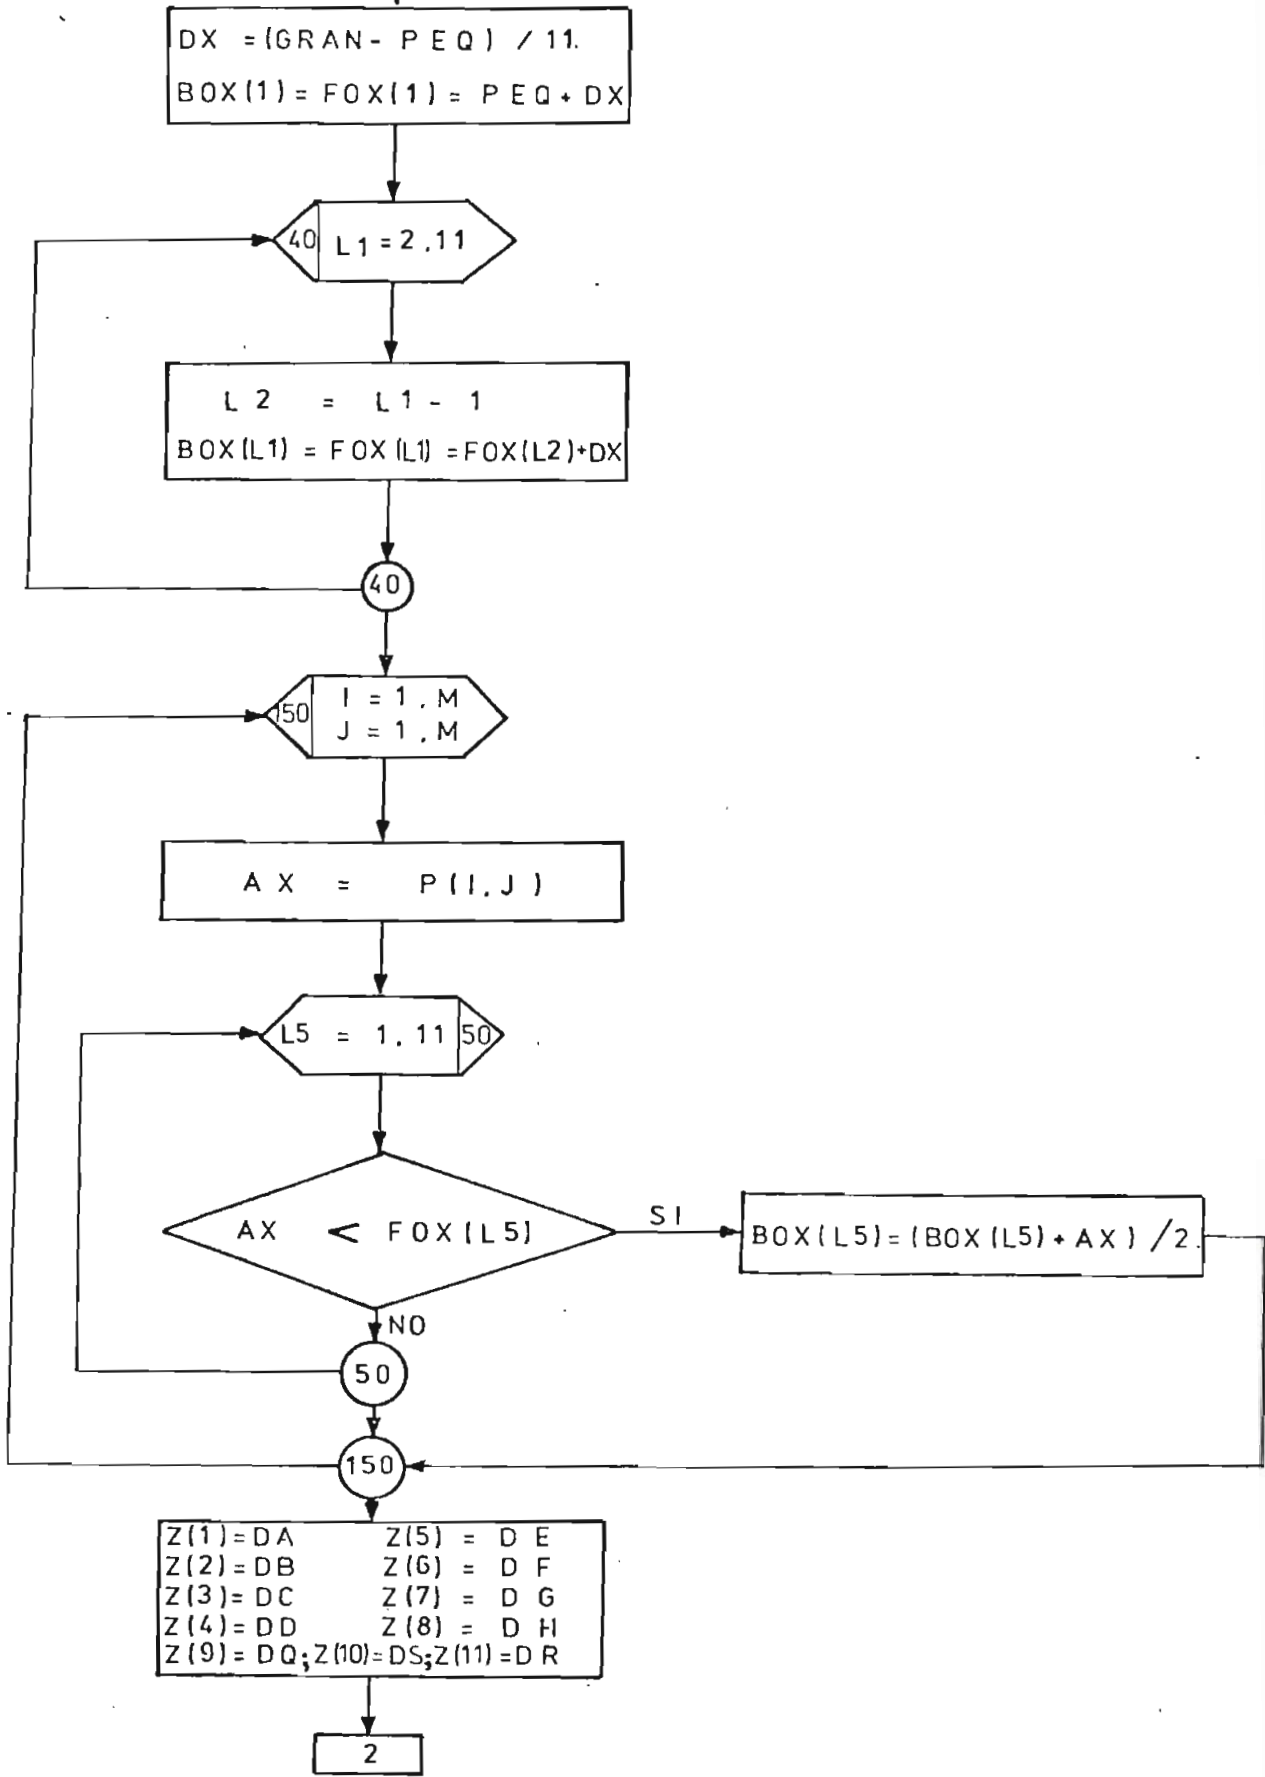 DX = (GRAN - PEQ) / 11.
BOX(1) = FOX(1) = PEQ + DX
40 L1 = 2, 11
L2 = L1 - 1
BOX(L1) = FOX(L1) = FOX(L2) + DX
40
150 I = 1, M
J = 1, M
AX = P(I,J)
L5 = 1, 11 50
AX < FOX(L5)
SI
BOX(L5) = (BOX(L5) + AX) / 2.
NO
50
150
Z(1) = DA Z(5) = DE
Z(2) = DB Z(6) = DF
Z(3) = DC Z(7) = DG
Z(4) = DD Z(8) = DH
Z(9) = DQ; Z(10) = DS; Z(11) = DR
2